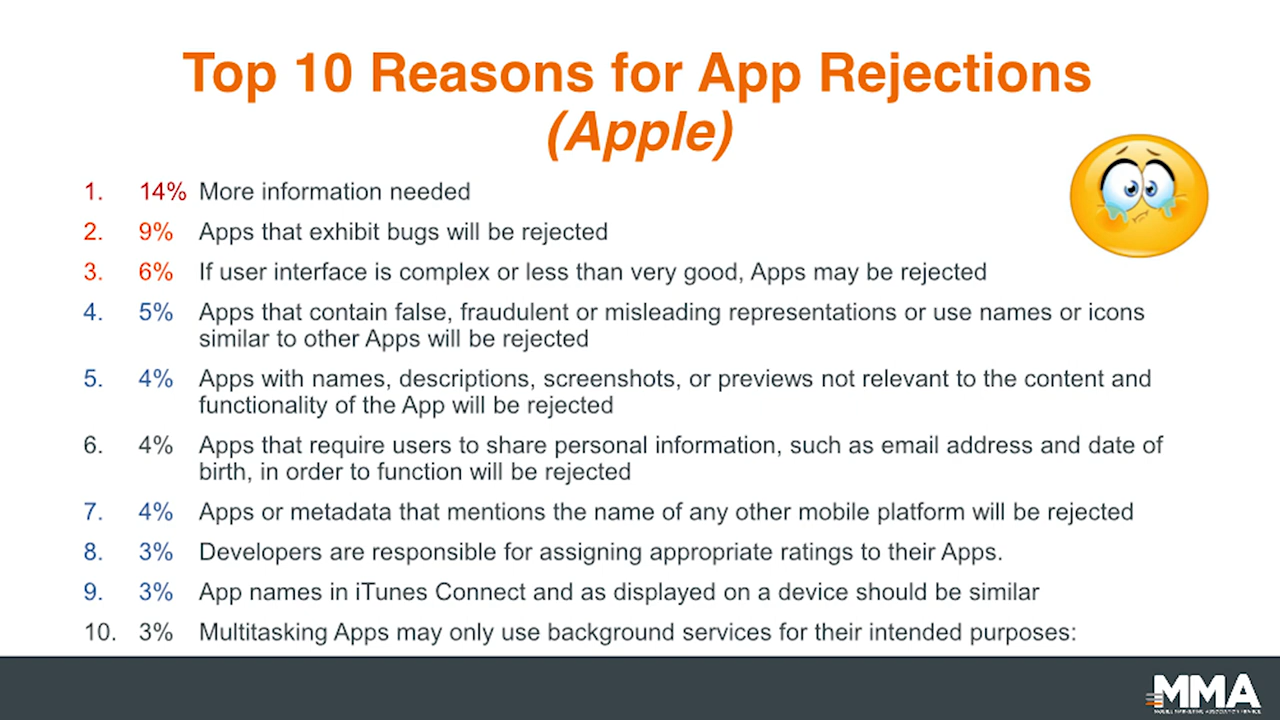 Top 10 Reasons for App Rejections
(Apple)
1. 14% More information needed
2. 9% Apps that exhibit bugs will be rejected
3. 6% If user interface is complex or less than very good, Apps may be rejected
4. 5% Apps that contain false, fraudulent or misleading representations or use names or icons
similar to other Apps will be rejected
5. 4% Apps with names, descriptions, screenshots, or previews not relevant to the content and
functionality of the App will be rejected
6. 4% Apps that require users to share personal information, such as email address and date of
birth, in order to function will be rejected
7. 4% Apps or metadata that mentions the name of any other mobile platform will be rejected
8. 3% Developers are responsible for assigning appropriate ratings to their Apps.
9. 3% App names in iTunes Connect and as displayed on a device should be similar
10. 3% Multitasking Apps may only use background services for their intended purposes:
MMA
MOBILE MARKETING ASSOCIATION FRANCE